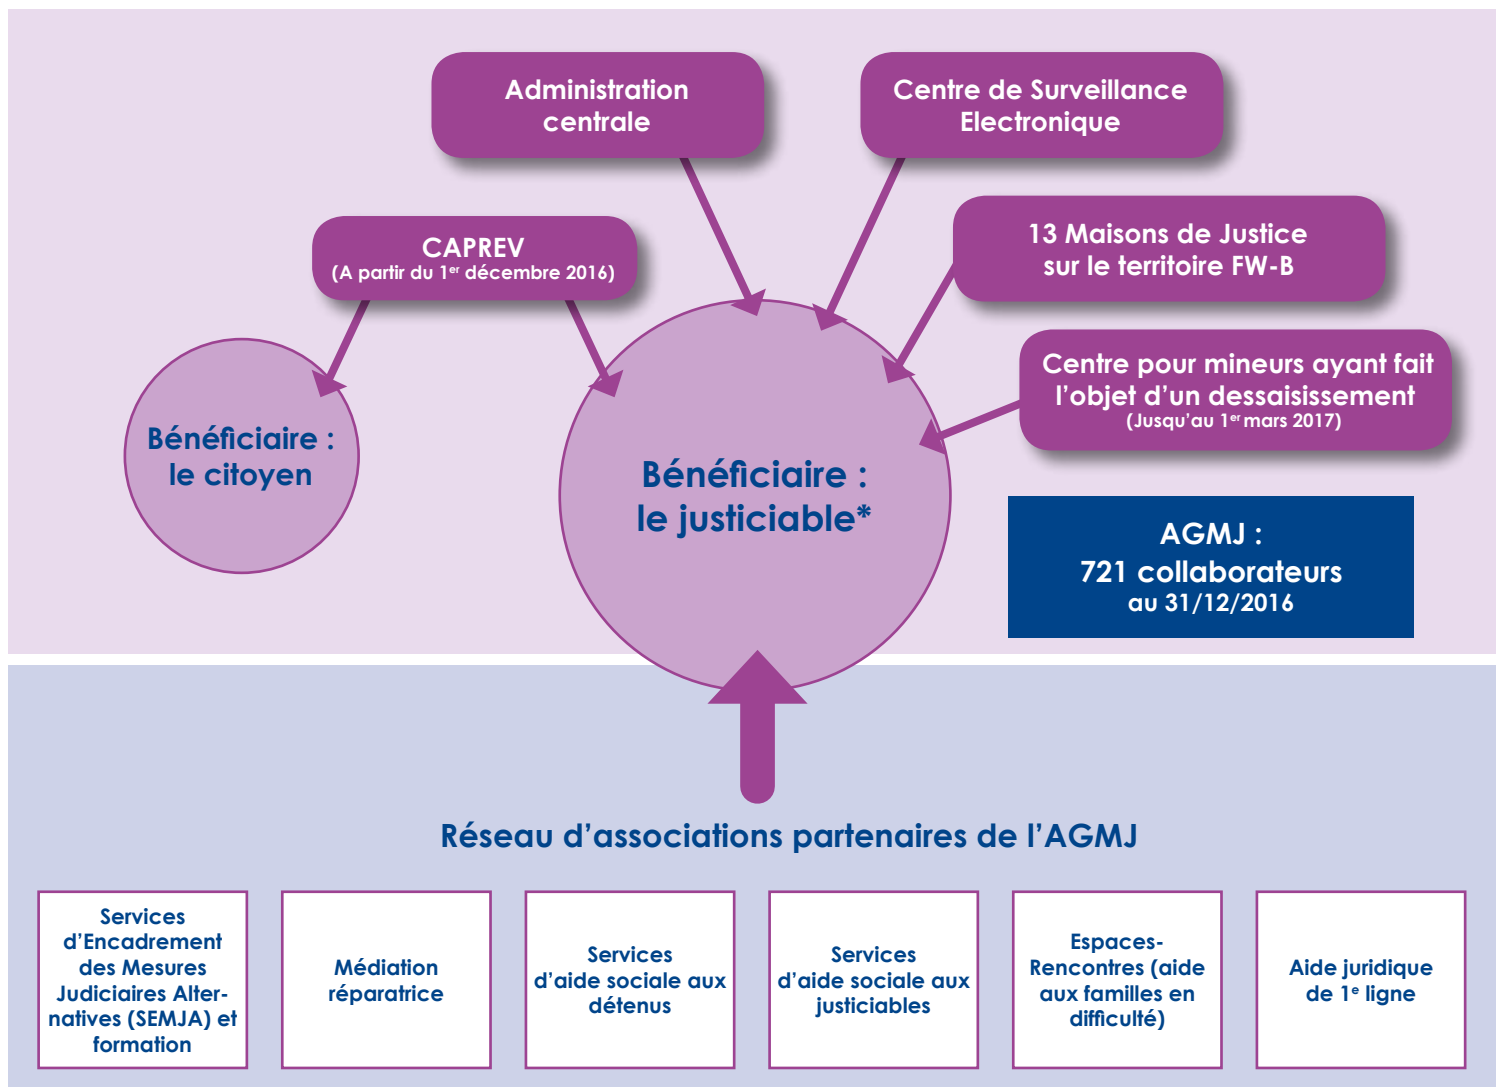 Administration
centrale
Centre de Surveillance
Electronique
CAPREV
(A partir du 1er décembre 2016)
13 Maisons de Justice
sur le territoire FW-B
Centre pour mineurs ayant fait
l’objet d’un dessaisissement
(Jusqu’au 1er mars 2017)
Bénéficiaire :
le citoyen
Bénéficiaire :
le justiciable*
AGMJ :
721 collaborateurs
au 31/12/2016
Réseau d’associations partenaires de l’AGMJ
Services
d’Encadrement
des Mesures
Judiciaires Alter-
natives (SEMJA) et
formation
Médiation
réparatrice
Services
d’aide sociale aux
détenus
Services
d’aide sociale aux
justiciables
Espaces-
Rencontres (aide
aux familles en
difficulté)
Aide juridique
de 1e ligne